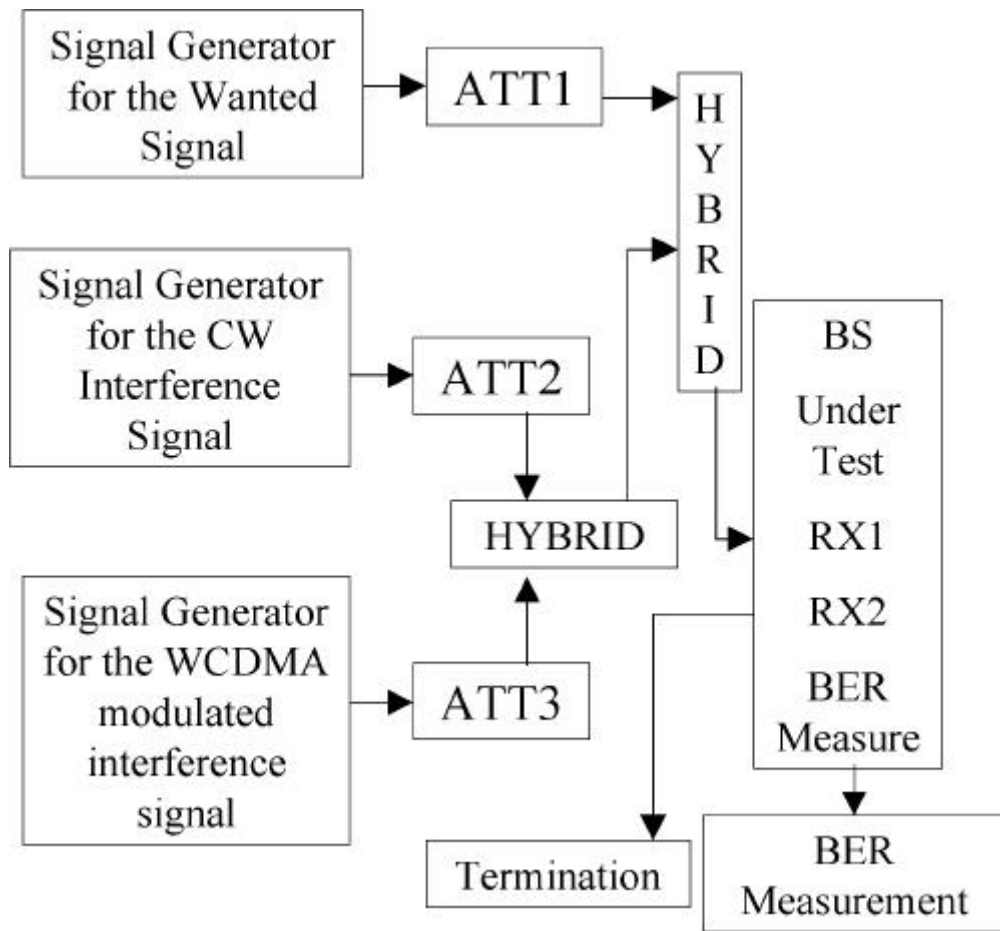 Signal Generator
for the Wanted
Signal
ATT1
H
Y
B
R
I
D
Signal Generator
for the CW
Interference
Signal
ATT2
HYBRID
Signal Generator
for the WCDMA
modulated
interference
signal
ATT3
BS
Under
Test
RX1
RX2
BER
Measure
Termination
BER
Measurement